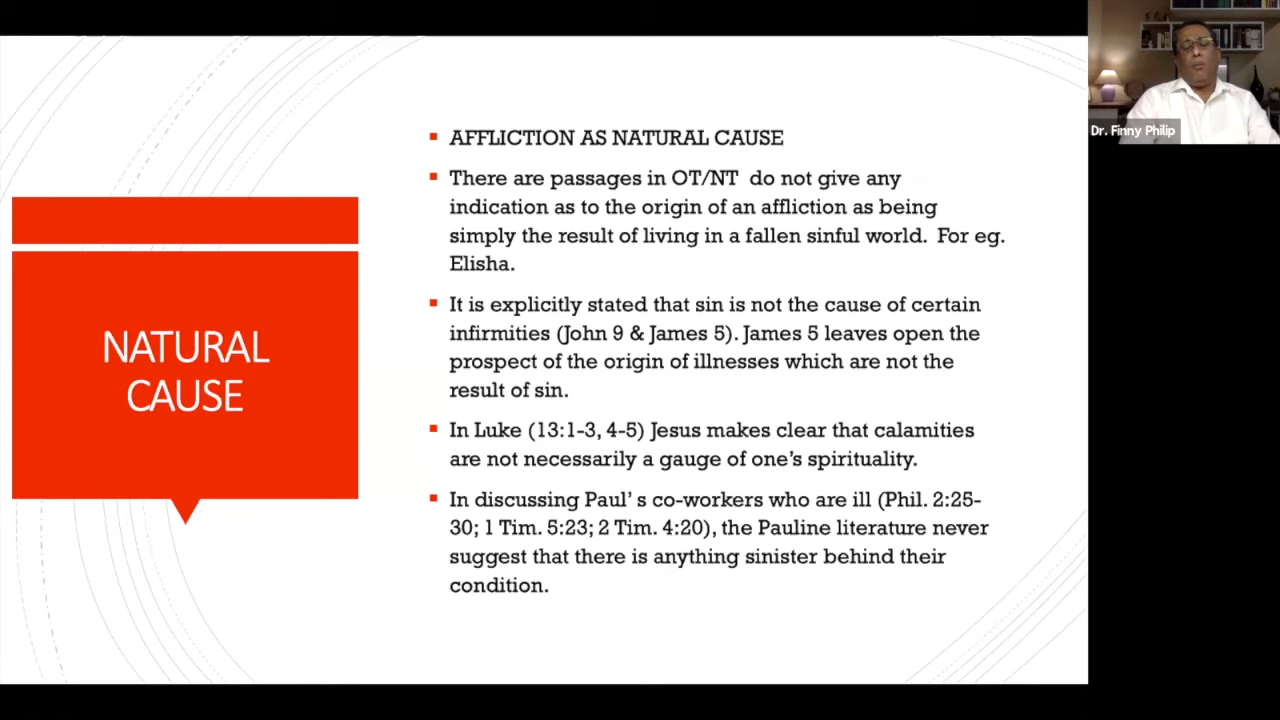 NATURAL
CAUSE
AFFLICTION AS NATURAL CAUSE
There are passages in OT/NT do not give any
indication as to the origin of an affliction as being
simply the result of living in a fallen sinful world. For eg.
Elisha.
It is explicitly stated that sin is not the cause of certain
infirmities (John 9 & James 5). James 5 leaves open the
prospect of the origin of illnesses which are not the
result of sin.
In Luke (13:1-3, 4-5) Jesus makes clear that calamities
are not necessarily a gauge of one’s spirituality.
In discussing Paul’ s co-workers who are ill (Phil. 2:25-
30; 1 Tim. 5:23; 2 Tim. 4:20), the Pauline literature never
suggest that there is anything sinister behind their
condition.
Dr. Finny Philip